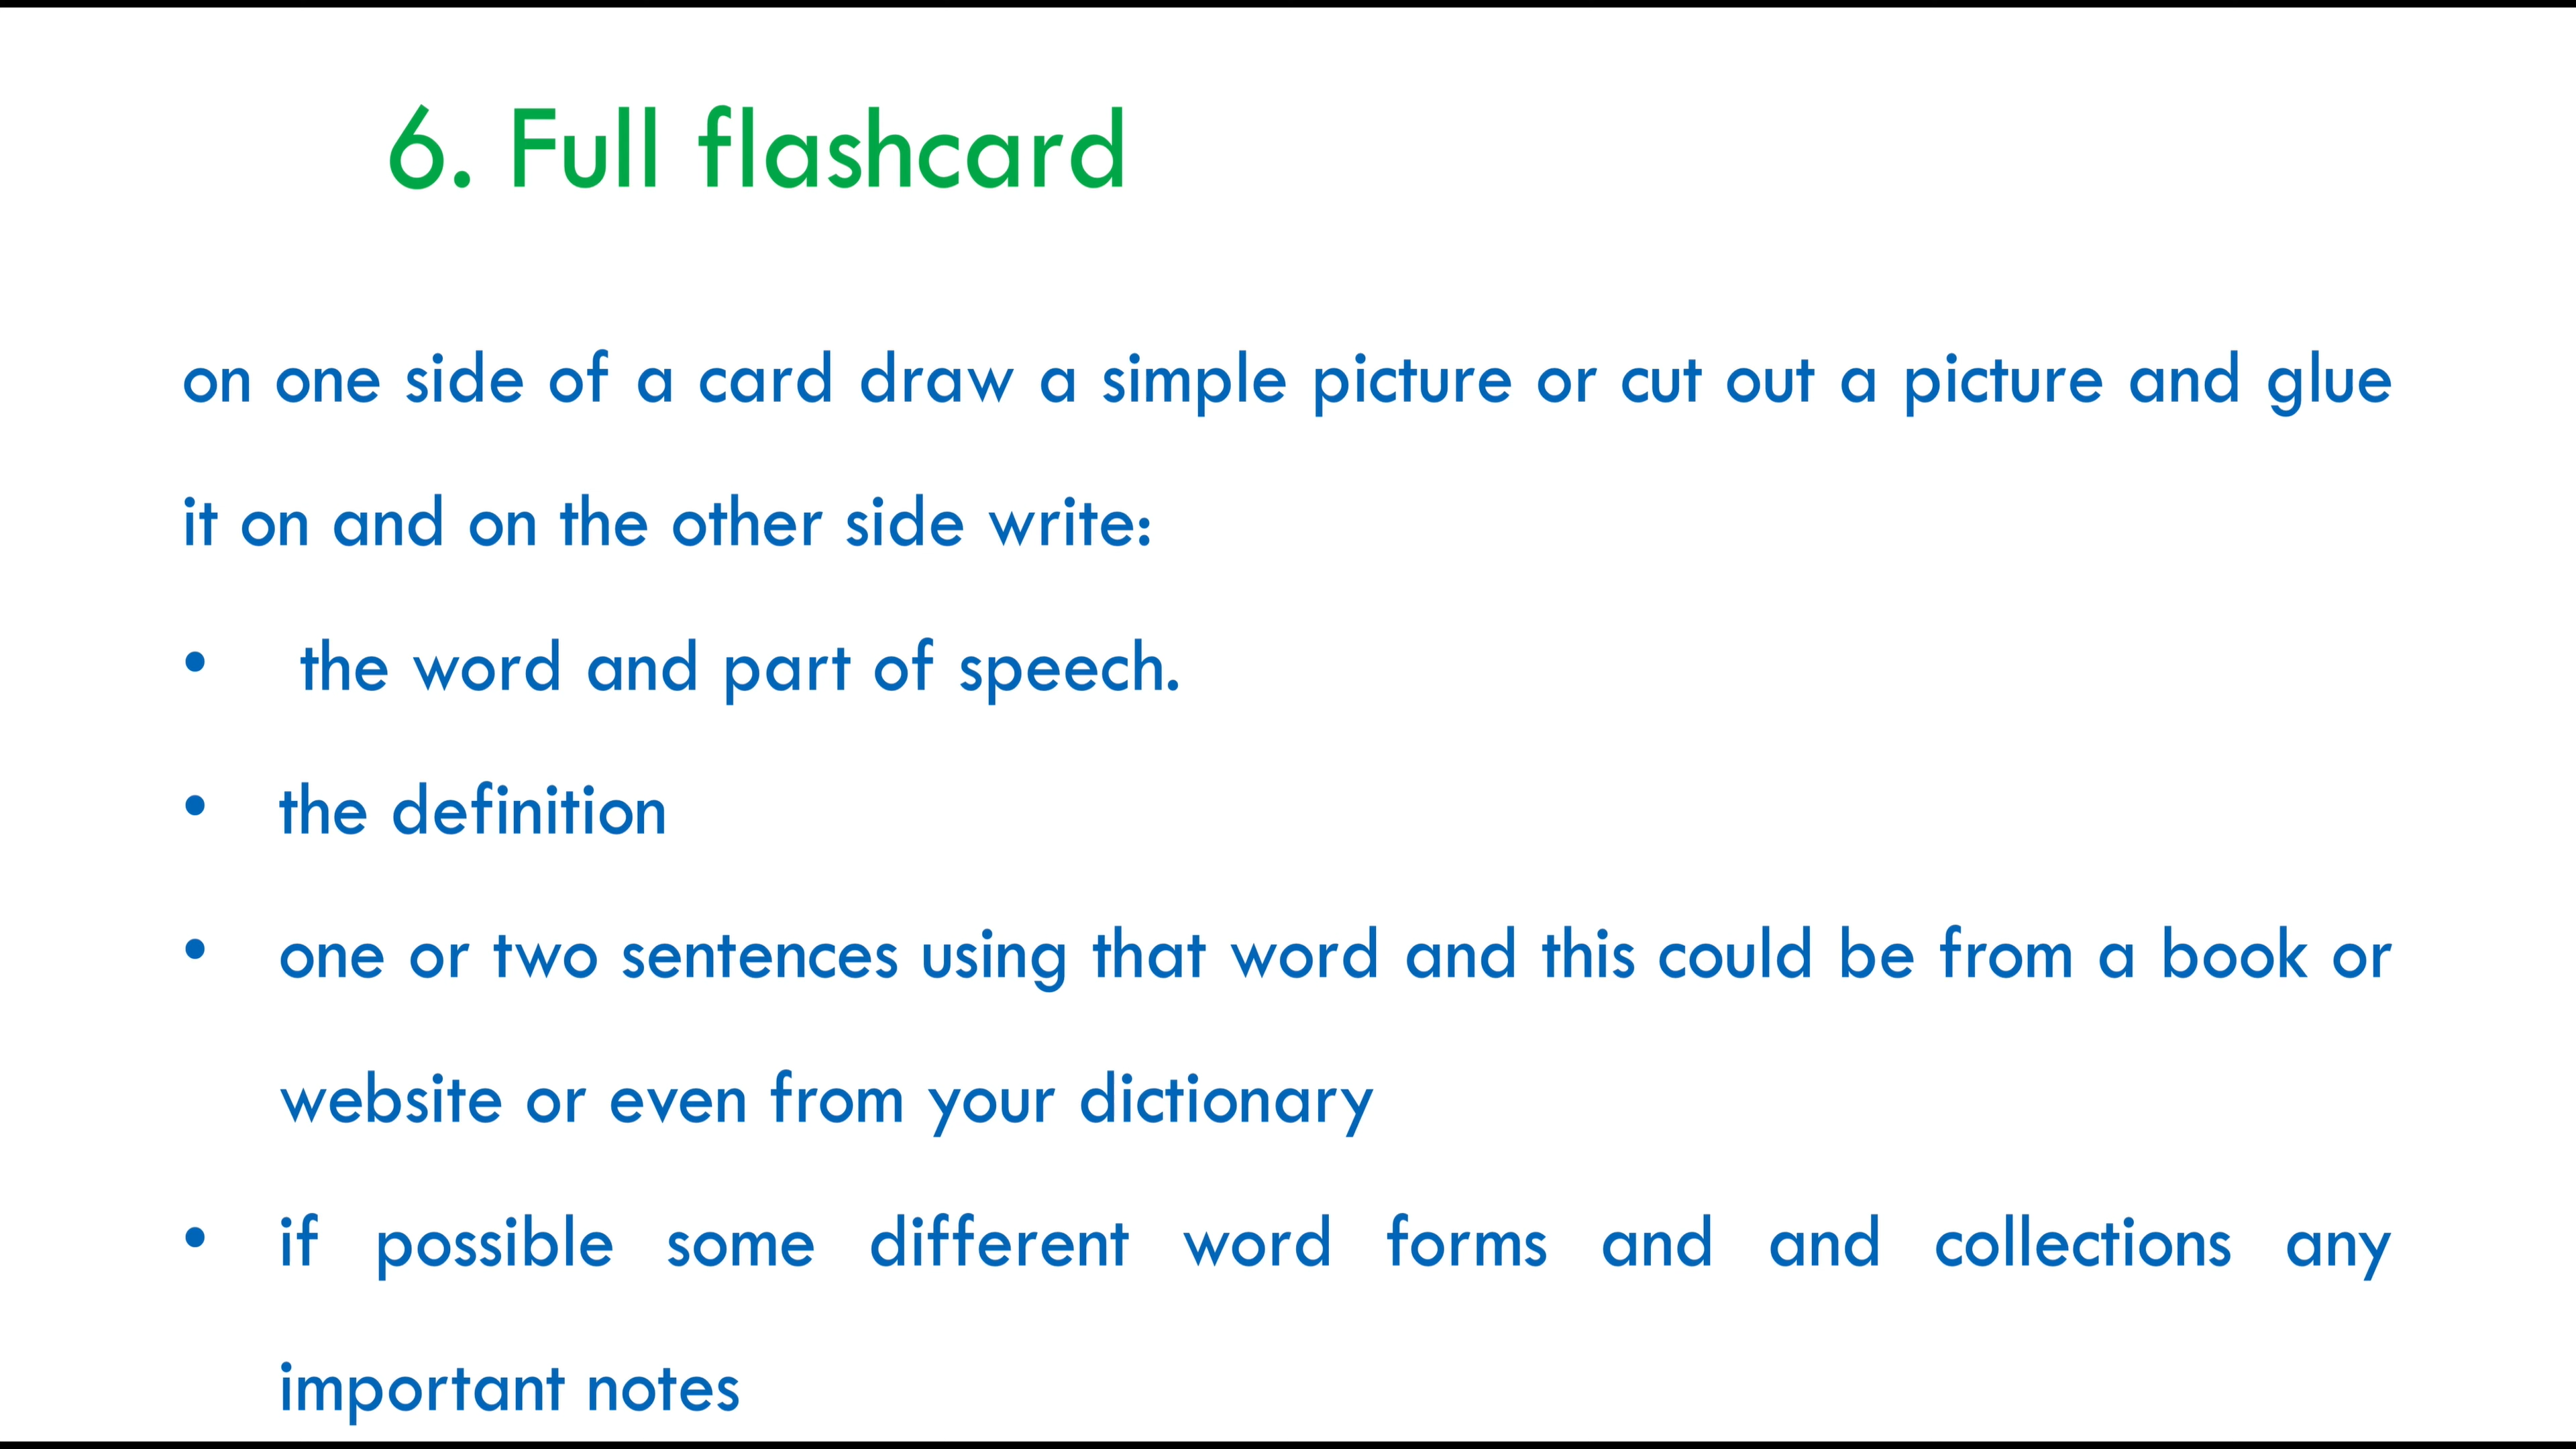 6. Full flashcard
on one side of a card draw a simple picture or cut out a picture and glue
it on and on the other side write:
• the word and part of speech.
• the definition
• one or two sentences using that word and this could be from a book or
website or even from your dictionary
• if possible some different word forms and and collections any
important notes